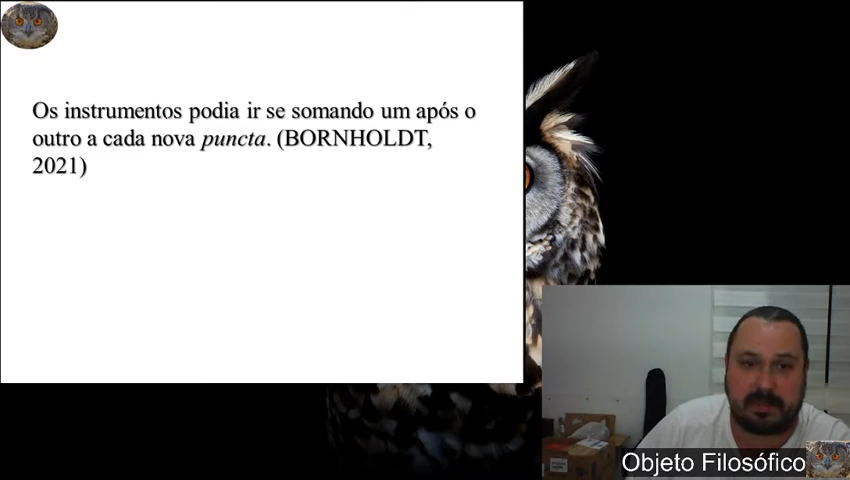 Os instrumentos podia ir se somando um após o
outro a cada nova puncta. (BORNHOLDT,
2021)
Objeto Filosófico